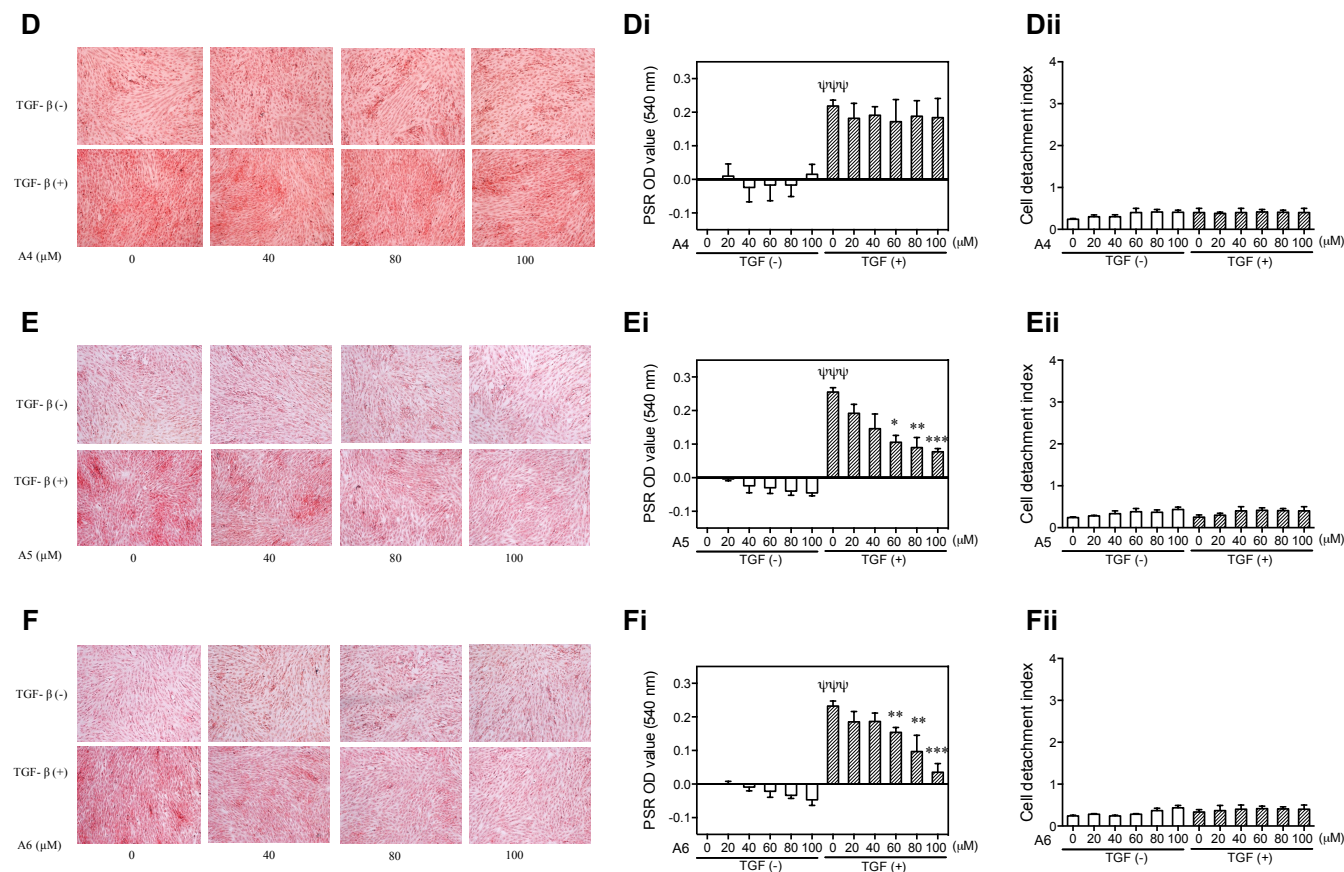 D
TGF- β (-)
TGF- β (+)
A4 (μM)
0 40 80 100
Di
PSR OD value (540 nm)
0.3
0.2
0.1
0.0
-0.1
ψψψ
A4 0 20 40 60 80 100 0 20 40 60 80 100 (μM)
TGF (-) TGF (+)
Dii
Cell detachment index
4
3
2
1
0
A4 0 20 40 60 80 100 0 20 40 60 80 100 (μM)
TGF (-) TGF (+)
E
TGF- β (-)
TGF- β (+)
A5 (μM)
0 40 80 100
Ei
PSR OD value (540 nm)
0.3
0.2
0.1
0.0
-0.1
ψψψ
* ** ***
A5 0 20 40 60 80 100 0 20 40 60 80 100 (μM)
TGF (-) TGF (+)
Eii
Cell detachment index
4
3
2
1
0
A5 0 20 40 60 80 100 0 20 40 60 80 100 (μM)
TGF (-) TGF (+)
F
TGF- β (-)
TGF- β (+)
A6 (μM)
0 40 80 100
Fi
PSR OD value (540 nm)
0.3
0.2
0.1
0.0
-0.1
ψψψ
** ** ***
A6 0 20 40 60 80 100 0 20 40 60 80 100 (μM)
TGF (-) TGF (+)
Fii
Cell detachment index
4
3
2
1
0
A6 0 20 40 60 80 100 0 20 40 60 80 100 (μM)
TGF (-) TGF (+)